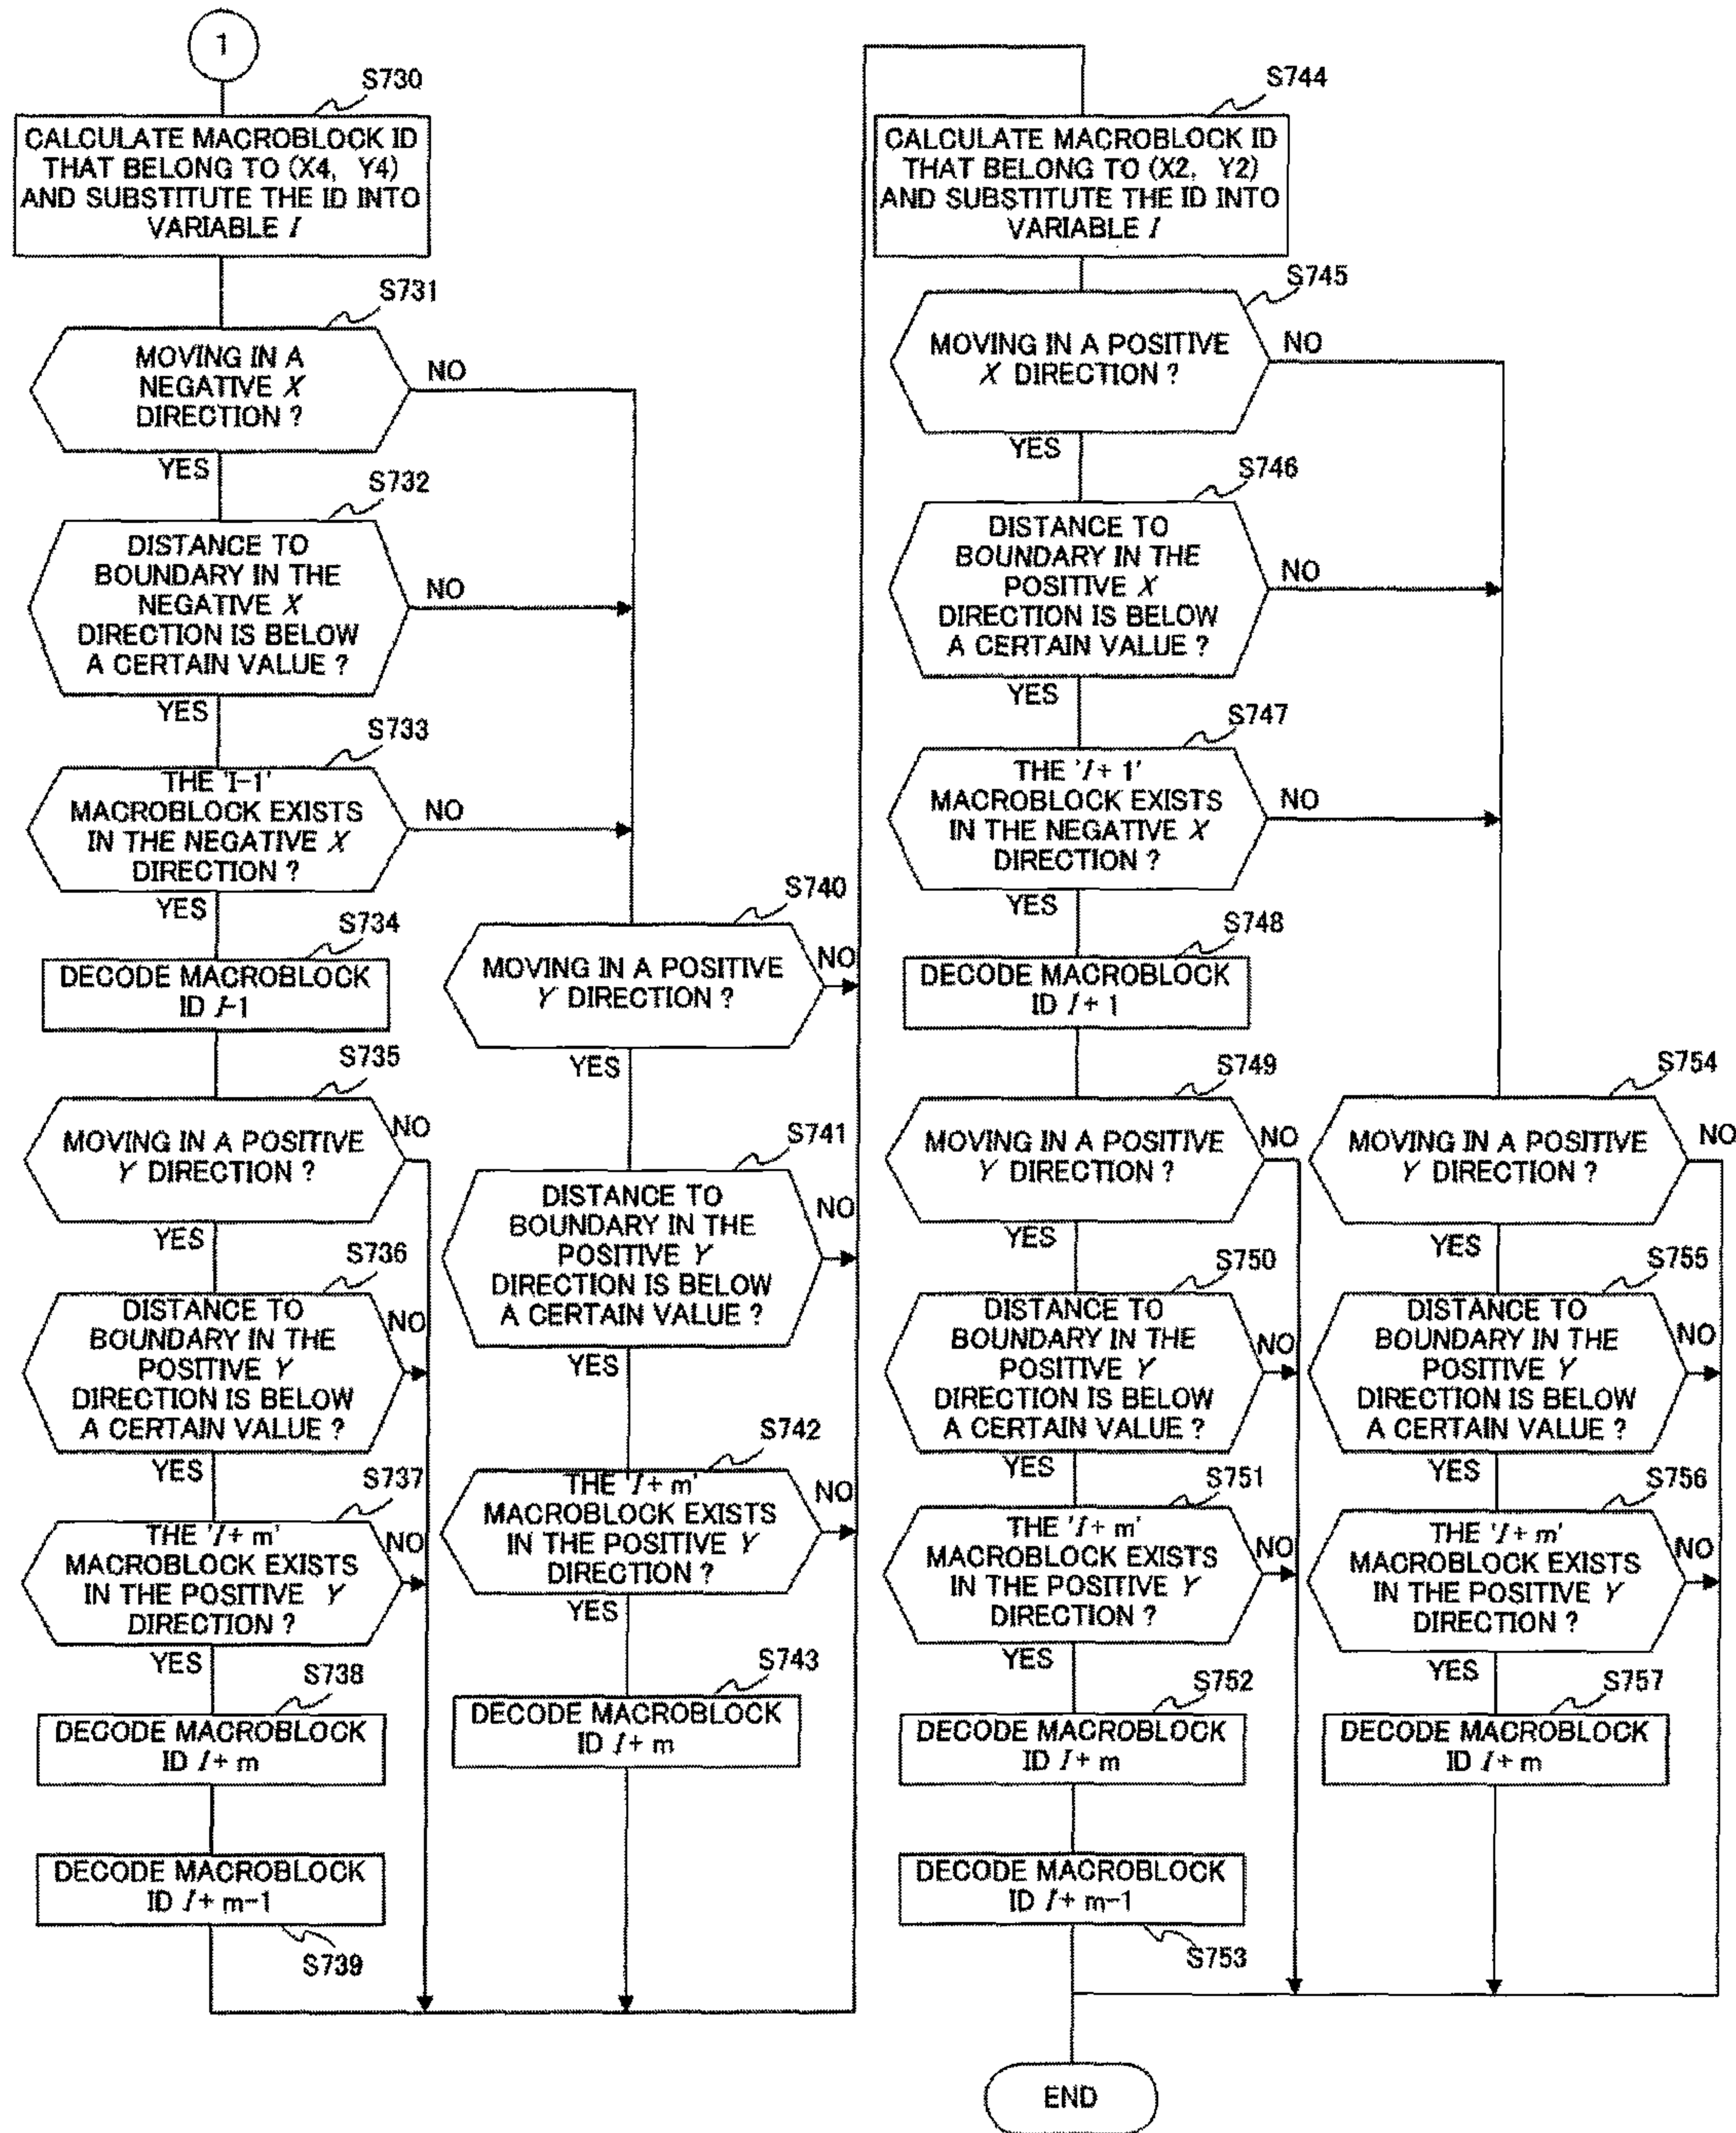 1
S730
CALCULATE MACROBLOCK ID
THAT BELONG TO (X4, Y4)
AND SUBSTITUTE THE ID INTO
VARIABLE I
S731
MOVING IN A
NEGATIVE X
DIRECTION ?
NO
YES
S732
DISTANCE TO
BOUNDARY IN THE
NEGATIVE X
DIRECTION IS BELOW
A CERTAIN VALUE ?
NO
YES
S733
THE 'I-1'
MACROBLOCK EXISTS
IN THE NEGATIVE X
DIRECTION ?
NO
YES
S734
DECODE MACROBLOCK
ID I-1
S735
MOVING IN A POSITIVE
Y DIRECTION ?
NO
YES
S736
DISTANCE TO
BOUNDARY IN THE
POSITIVE Y
DIRECTION IS BELOW
A CERTAIN VALUE ?
NO
YES
S737
THE 'I+ m'
MACROBLOCK EXISTS
IN THE POSITIVE Y
DIRECTION ?
NO
YES
S738
DECODE MACROBLOCK
ID I+ m
DECODE MACROBLOCK
ID I+ m-1
S739
S740
MOVING IN A POSITIVE
Y DIRECTION ?
NO
YES
S741
DISTANCE TO
BOUNDARY IN THE
POSITIVE Y
DIRECTION IS BELOW
A CERTAIN VALUE ?
NO
YES
S742
THE 'I+ m'
MACROBLOCK EXISTS
IN THE POSITIVE Y
DIRECTION ?
NO
YES
S743
DECODE MACROBLOCK
ID I+ m
S744
CALCULATE MACROBLOCK ID
THAT BELONG TO (X2, Y2)
AND SUBSTITUTE THE ID INTO
VARIABLE I
S745
MOVING IN A POSITIVE
X DIRECTION ?
NO
YES
S746
DISTANCE TO
BOUNDARY IN THE
POSITIVE X
DIRECTION IS BELOW
A CERTAIN VALUE ?
NO
YES
S747
THE 'I+ 1'
MACROBLOCK EXISTS
IN THE NEGATIVE X
DIRECTION ?
NO
YES
S748
DECODE MACROBLOCK
ID I+ 1
S749
MOVING IN A POSITIVE
Y DIRECTION ?
NO
YES
S750
DISTANCE TO
BOUNDARY IN THE
POSITIVE Y
DIRECTION IS BELOW
A CERTAIN VALUE ?
NO
YES
S751
THE 'I+ m'
MACROBLOCK EXISTS
IN THE POSITIVE Y
DIRECTION ?
NO
YES
S752
DECODE MACROBLOCK
ID I+ m
DECODE MACROBLOCK
ID I+ m-1
S753
S754
MOVING IN A POSITIVE
Y DIRECTION ?
NO
YES
S755
DISTANCE TO
BOUNDARY IN THE
POSITIVE Y
DIRECTION IS BELOW
A CERTAIN VALUE ?
NO
YES
S756
THE 'I+ m'
MACROBLOCK EXISTS
IN THE POSITIVE Y
DIRECTION ?
NO
YES
S757
DECODE MACROBLOCK
ID I+ m
END